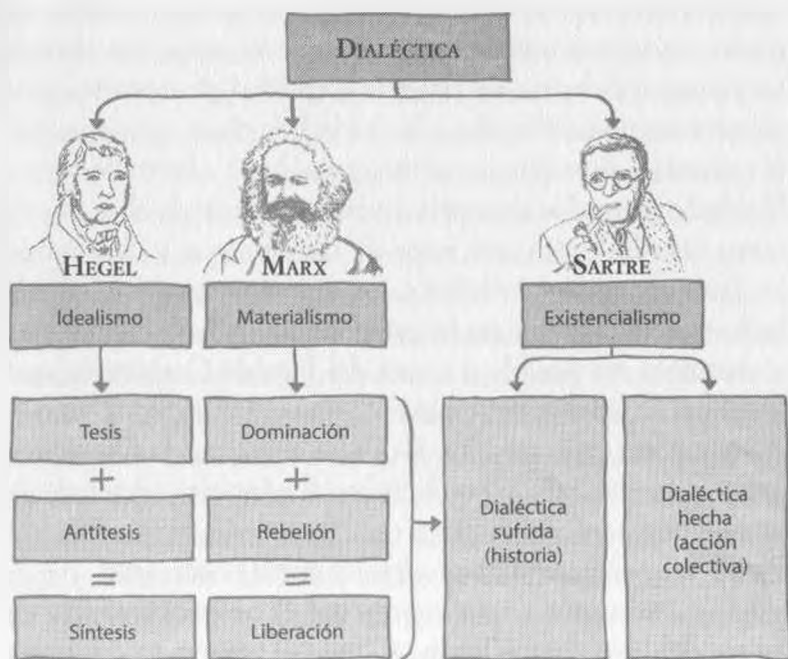 DIALÉCTICA
HEGEL
MARX
SARTRE
Idealismo
Materialismo
Existencialismo
Tesis
+
Antítesis
=
Síntesis
Dominación
+
Rebelión
=
Liberación
Dialéctica
sufrida
(historia)
Dialéctica
hecha
(acción
colectiva)